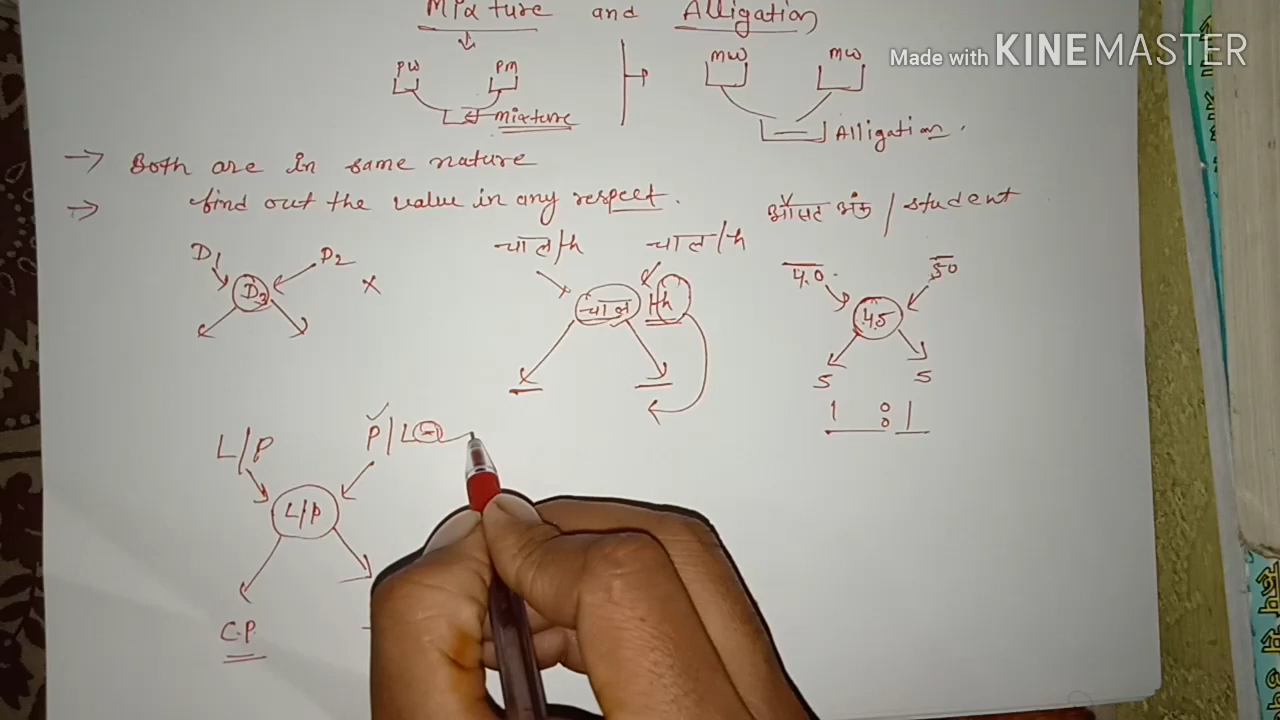 Mixture and Alligation
Made with KINEMASTER
PW PM MW MW
Mixture
Alligation.
→ Both are in same nature
→ find out the value in any respect.
औसत अंक / student
D1 D2 ×
D3
चाल/h चाल/h
चाल 1h
40 50
45
5 5
1 : 1
L/P P/L
L/P
C.P.